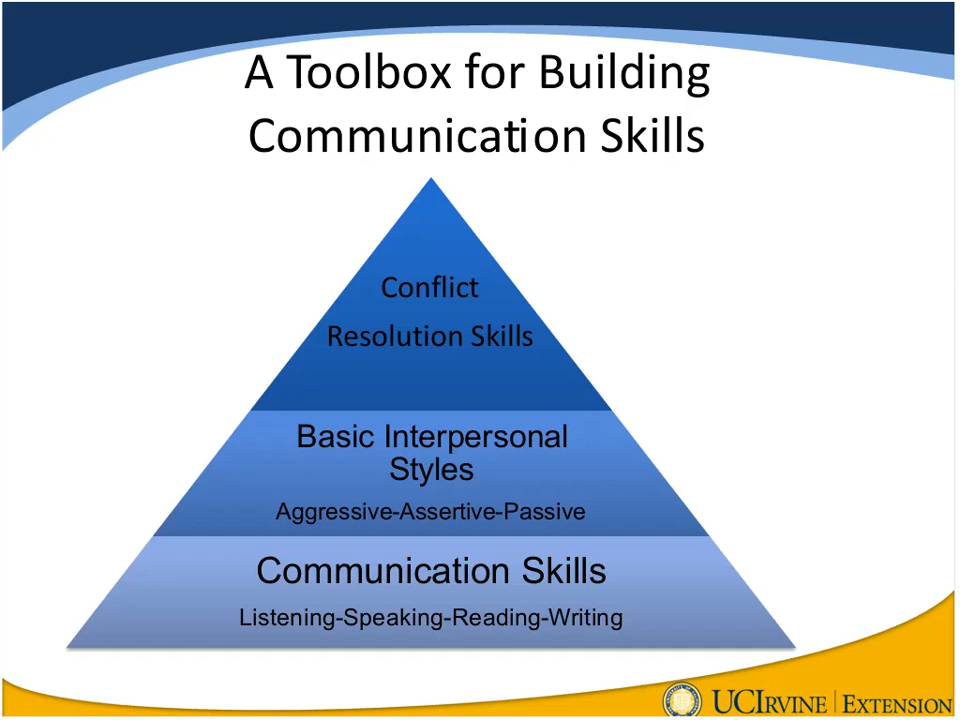 A Toolbox for Building
Communication Skills
Conflict
Resolution Skills
Basic Interpersonal
Styles
Aggressive-Assertive-Passive
Communication Skills
Listening-Speaking-Reading-Writing
UCIRVINE | EXTENSION